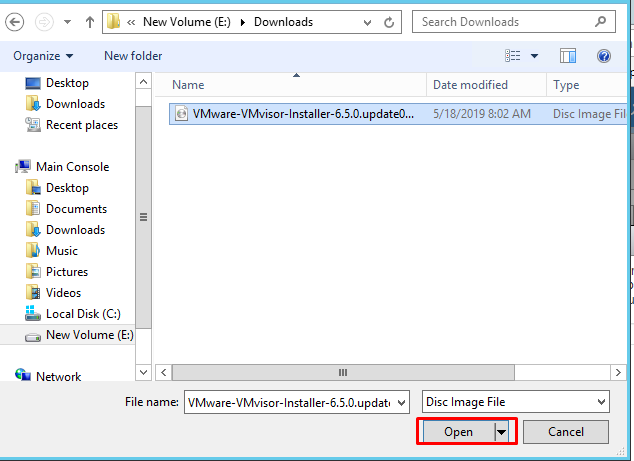 « New Volume (E:) Downloads
Search Downloads
Organize
New folder
Name
Date modified
Type
Desktop
Downloads
Recent places
Main Console
Desktop
Documents
Downloads
Music
Pictures
Videos
Local Disk (C:)
New Volume (E:)
Network
VMware-VMvisor-Installer-6.5.0.update0... 5/18/2019 8:02 AM Disc Image Fil
File name: VMware-VMvisor-Installer-6.5.0.update
Disc Image File
Open
Cancel